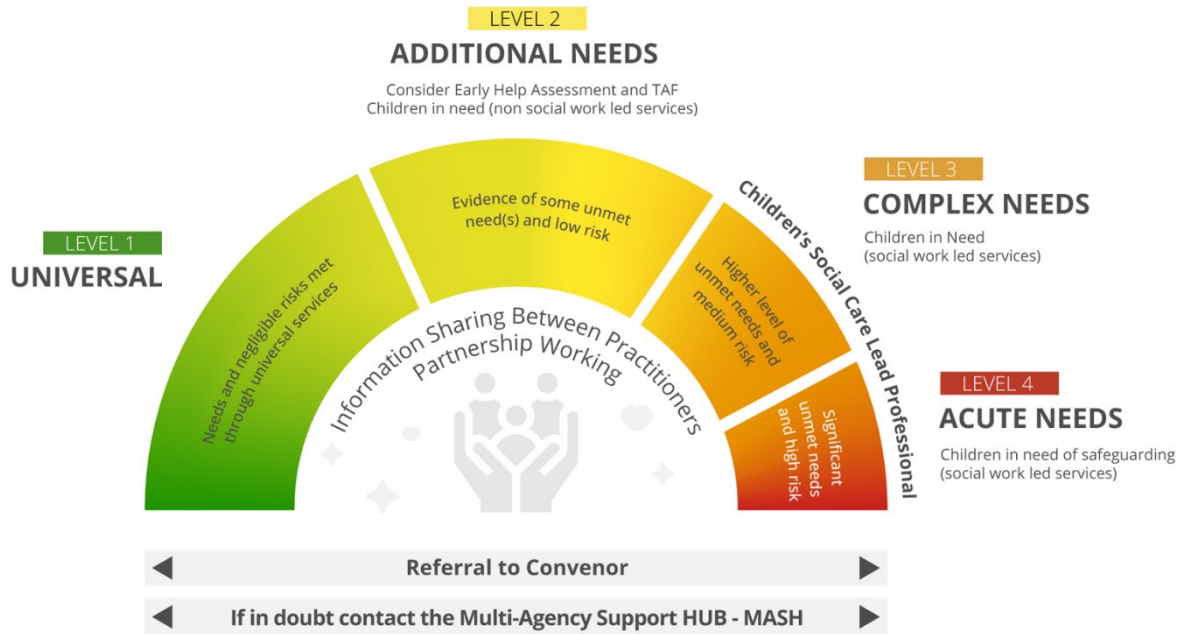 LEVEL 2
ADDITIONAL NEEDS
Consider Early Help Assessment and TAF
Children in need (non social work led services)
LEVEL 1
UNIVERSAL
Needs and negligible risks met
through universal services
Evidence of some unmet
need(s) and low risk
LEVEL 3
COMPLEX NEEDS
Children in Need
(social work led services)
Higher level of
unmet needs and
medium risk
Children's Social Care Lead Professional
LEVEL 4
ACUTE NEEDS
Children in need of safeguarding
(social work led services)
Significant
unmet needs
and high risk
Information Sharing Between Practitioners
Partnership Working
Referral to Convenor
If in doubt contact the Multi-Agency Support HUB - MASH